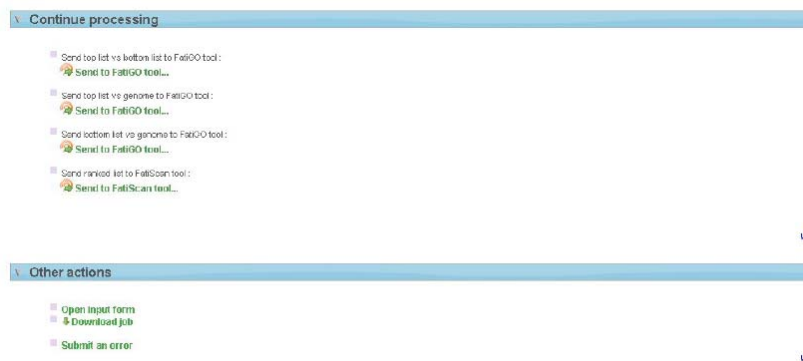 Continue processing
Send top list vs bottom list to FatiGO tool :
Send to FatiGO tool...
Send top list vs genome to FatiGO tool :
Send to FatiGO tool...
Send bottom list vs genome to FatiGO tool :
Send to FatiGO tool...
Send ranked list to FatiScan tool :
Send to FatiScan tool...
Other actions
Open input form
Download job
Submit an error